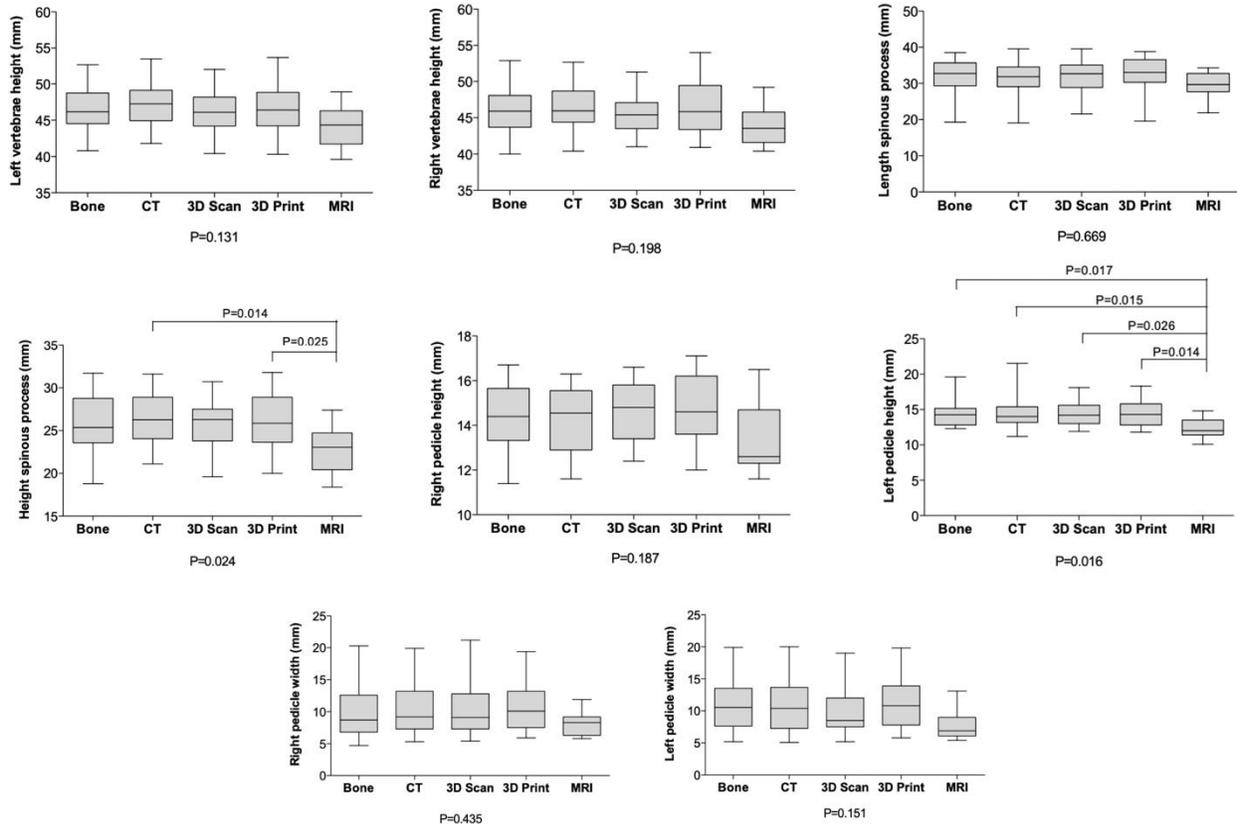 Left vertebrae height (mm)
60
55
50
45
40
35
Bone CT 3D Scan 3D Print MRI
P=0.131
Right vertebrae height (mm)
60
55
50
45
40
35
Bone CT 3D Scan 3D Print MRI
P=0.198
Length spinous process (mm)
50
40
30
20
10
0
Bone CT 3D Scan 3D Print MRI
P=0.669
Height spinous process (mm)
P=0.014
P=0.025
35
30
25
20
15
Bone CT 3D Scan 3D Print MRI
P=0.024
Right pedicle height (mm)
18
16
14
12
10
Bone CT 3D Scan 3D Print MRI
P=0.187
Left pedicle height (mm)
P=0.017
P=0.015
P=0.026
P=0.014
25
20
15
10
5
0
Bone CT 3D Scan 3D Print MRI
P=0.016
Right pedicle width (mm)
25
20
15
10
5
0
Bone CT 3D Scan 3D Print MRI
P=0.435
Left pedicle width (mm)
25
20
15
10
5
0
Bone CT 3D Scan 3D Print MRI
P=0.151